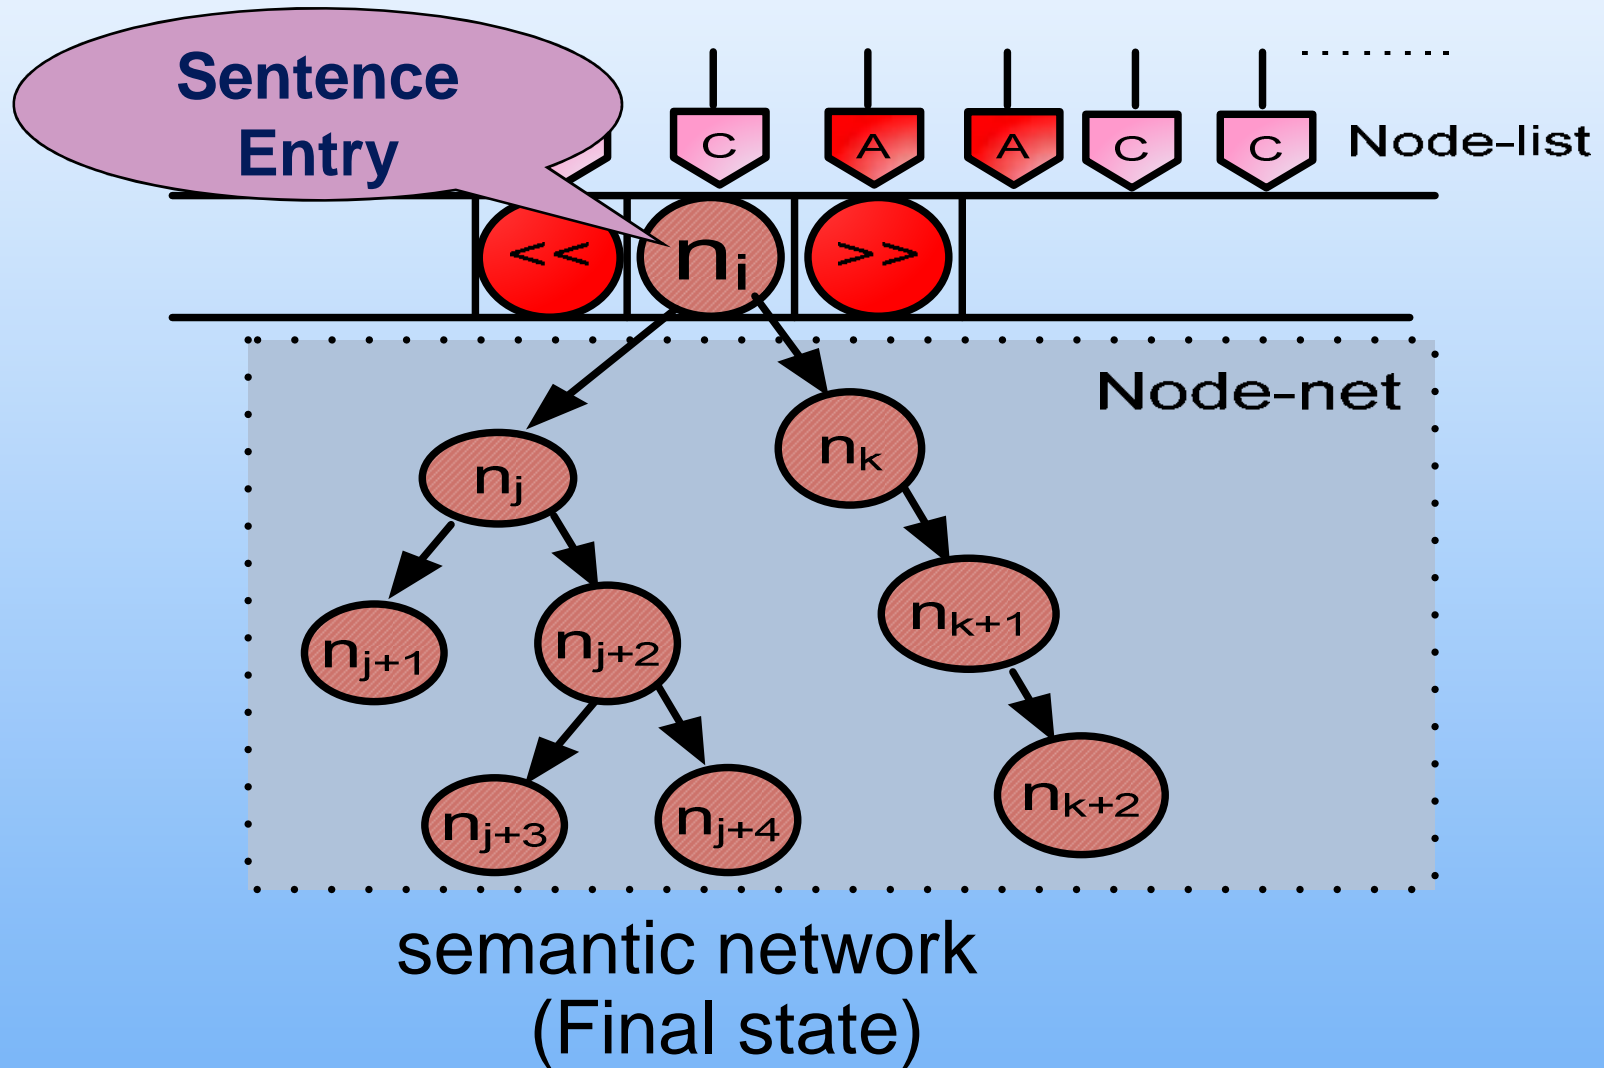 Sentence
Entry
C A A C C
Node-list
<< nᵢ >>
Node-net
nⱼ
nₖ
nⱼ₊₁
nⱼ₊₂
nₖ₊₁
nⱼ₊₃
nⱼ₊₄
nₖ₊₂
semantic network
(Final state)